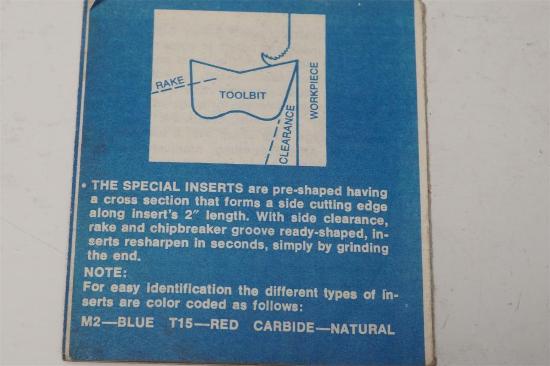 RAKE
TOOLBIT
CLEARANCE
WORKPIECE
• THE SPECIAL INSERTS are pre-shaped having
a cross section that forms a side cutting edge
along insert's 2" length. With side clearance,
rake and chipbreaker groove ready-shaped, in-
serts resharpen in seconds, simply by grinding
the end.
NOTE:
For easy identification the different types of in-
serts are color coded as follows:
M2—BLUE T15—RED CARBIDE—NATURAL